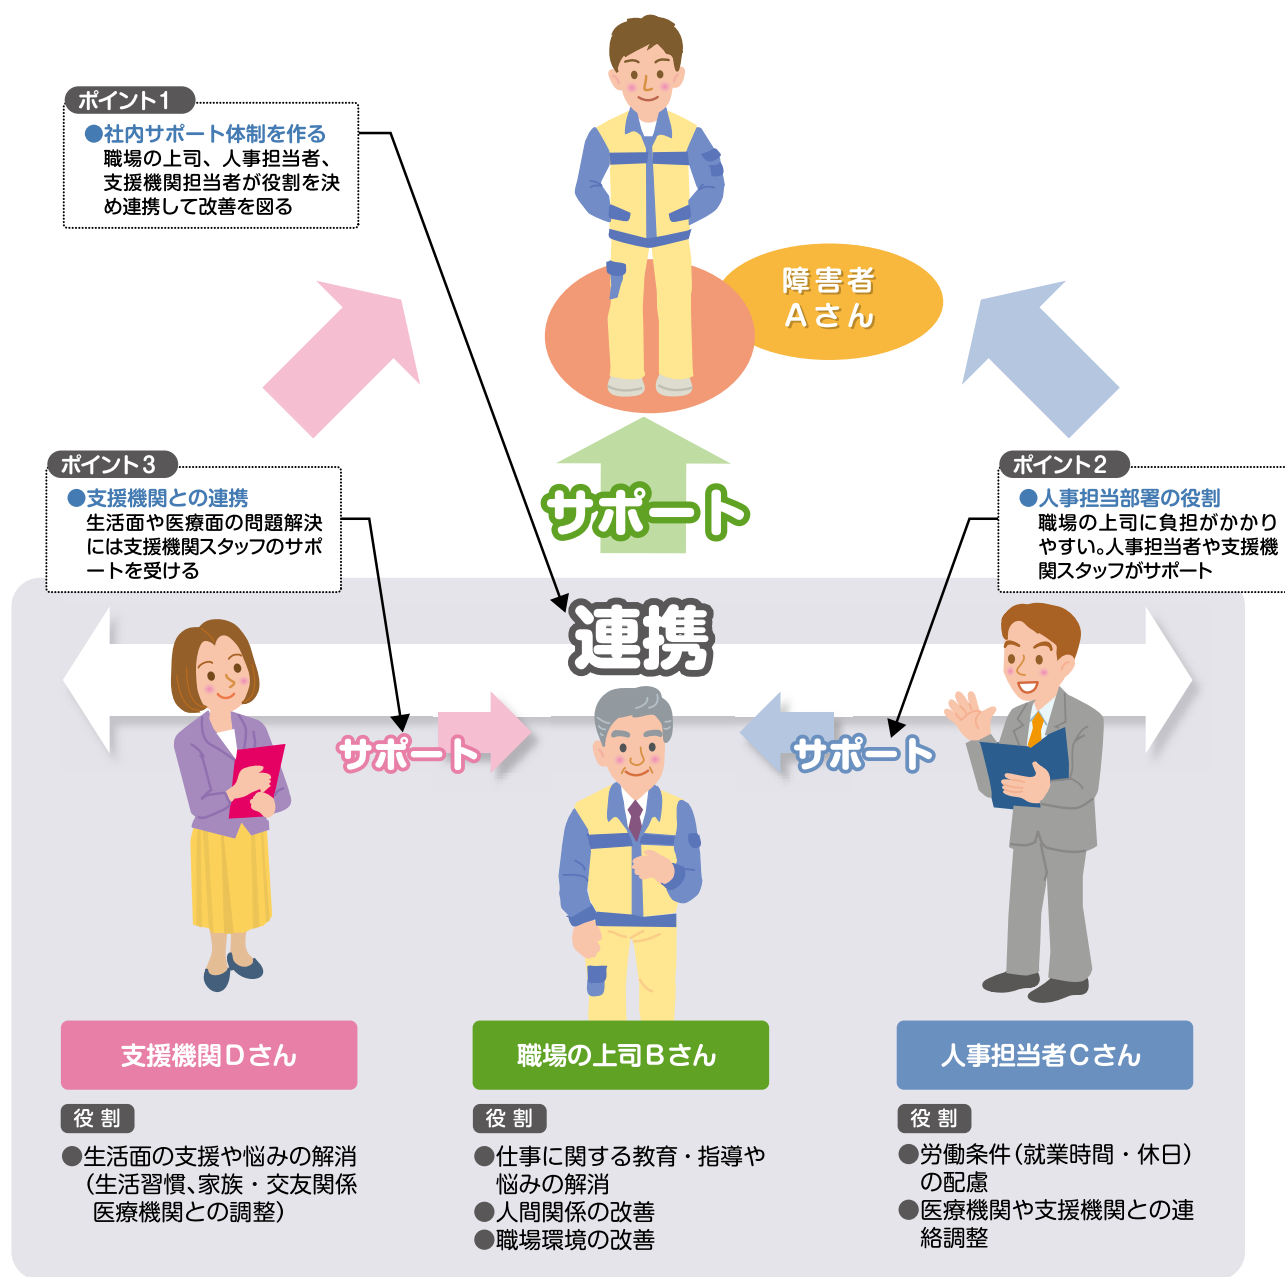 ポイント1
●社内サポート体制を作る
職場の上司、人事担当者、
支援機関担当者が役割を決
め連携して改善を図る
障害者
Aさん
ポイント3
●支援機関との連携
生活面や医療面の問題解決
には支援機関スタッフのサポ
ートを受ける
サポート
ポイント2
●人事担当部署の役割
職場の上司に負担がかかり
やすい。人事担当者や支援機
関スタッフがサポート
連携
サポート
サポート
支援機関Dさん
役割
●生活面の支援や悩みの解消
（生活習慣、家族・交友関係
医療機関との調整）
職場の上司Bさん
役割
●仕事に関する教育・指導や
悩みの解消
●人間関係の改善
●職場環境の改善
人事担当者Cさん
役割
●労働条件（就業時間・休日）
の配慮
●医療機関や支援機関との連
絡調整